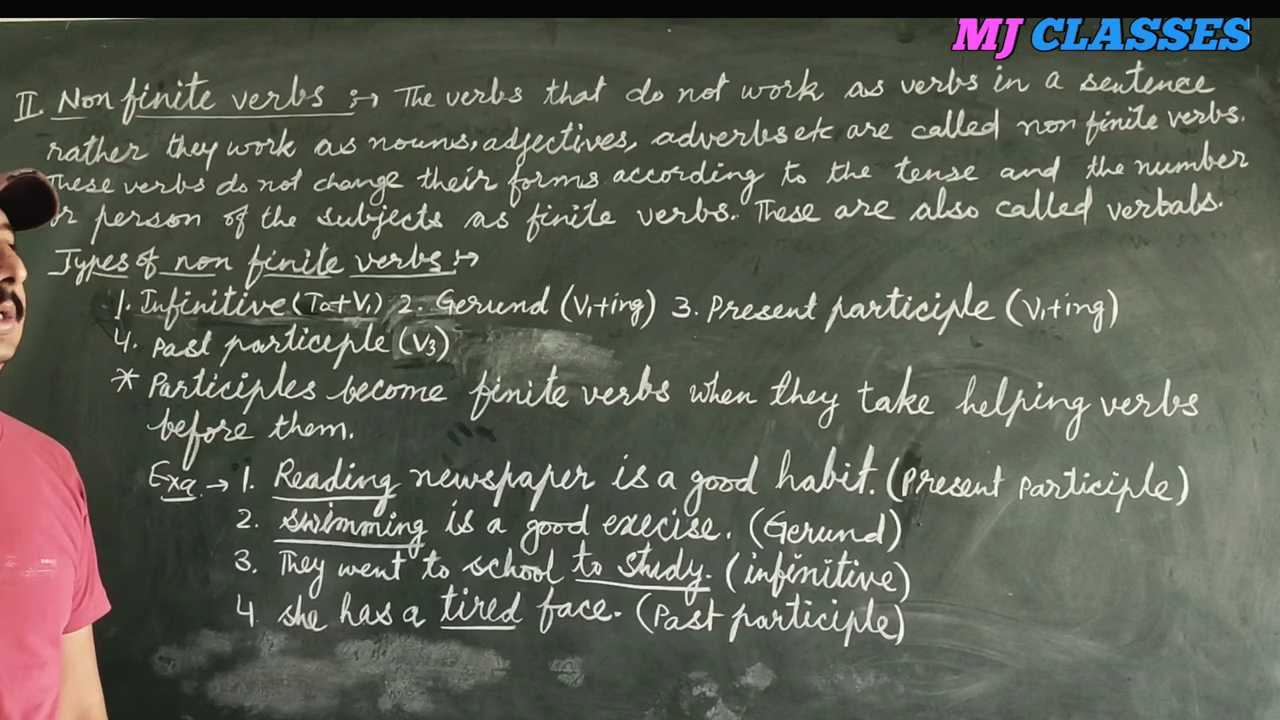 MJ CLASSES
II. Non finite verbs :→ The verbs that do not work as verbs in a sentence
rather they work as nouns, adjectives, adverbs etc are called non finite verbs.
These verbs do not change their forms according to the tense and the number
or person of the subjects as finite verbs. These are also called verbals.
Types of non finite verbs :→
1. Infinitive (To+V1) 2. Gerund (V1+ing) 3. Present participle (V1+ing)
4. Past participle (V3)
* Participles become finite verbs when they take helping verbs
before them.
Exa → 1. Reading newspaper is a good habit. (Present Participle)
2. swimming is a good execise. (Gerund)
3. They went to school to study. (infinitive)
4. she has a tired face. (Past participle)